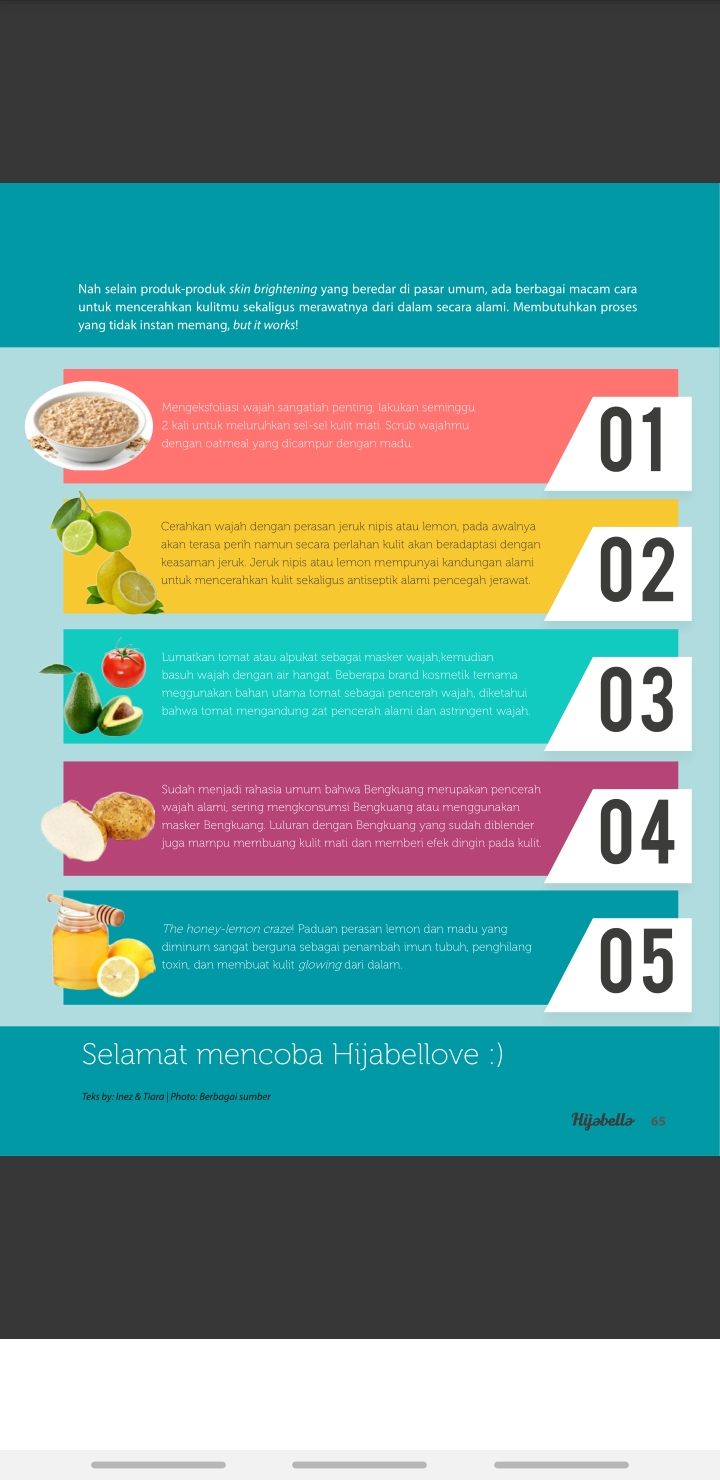 Nah selain produk-produk skin brightening yang beredar di pasar umum, ada berbagai macam cara
untuk mencerahkan kulitmu sekaligus merawatnya dari dalam secara alami. Membutuhkan proses
yang tidak instan memang, but it works!
Mengeksfoliasi wajah sangatlah penting, lakukan seminggu
2 kali untuk meluruhkan sel-sel kulit mati. Scrub wajahmu
dengan oatmeal yang dicampur dengan madu.
01
Cerahkan wajah dengan perasan jeruk nipis atau lemon, pada awalnya
akan terasa perih namun secara perlahan kulit akan beradaptasi dengan
keasaman jeruk. Jeruk nipis atau lemon mempunyai kandungan alami
untuk mencerahkan kulit sekaligus antiseptik alami pencegah jerawat.
02
Lumatkan tomat atau alpukat sebagai masker wajah,kemudian
basuh wajah dengan air hangat. Beberapa brand kosmetik ternama
meggunakan bahan utama tomat sebagai pencerah wajah, diketahui
bahwa tomat mengandung zat pencerah alami dan astringent wajah.
03
Sudah menjadi rahasia umum bahwa Bengkuang merupakan pencerah
wajah alami, sering mengkonsumsi Bengkuang atau menggunakan
masker Bengkuang. Luluran dengan Bengkuang yang sudah diblender
juga mampu membuang kulit mati dan memberi efek dingin pada kulit.
04
The honey-lemon craze! Paduan perasan lemon dan madu yang
diminum sangat berguna sebagai penambah imun tubuh, penghilang
toxin, dan membuat kulit glowing dari dalam.
05
Selamat mencoba Hijabellove :)
Teks by: Inez & Tiara | Photo: Berbagai sumber
Hijabella 65